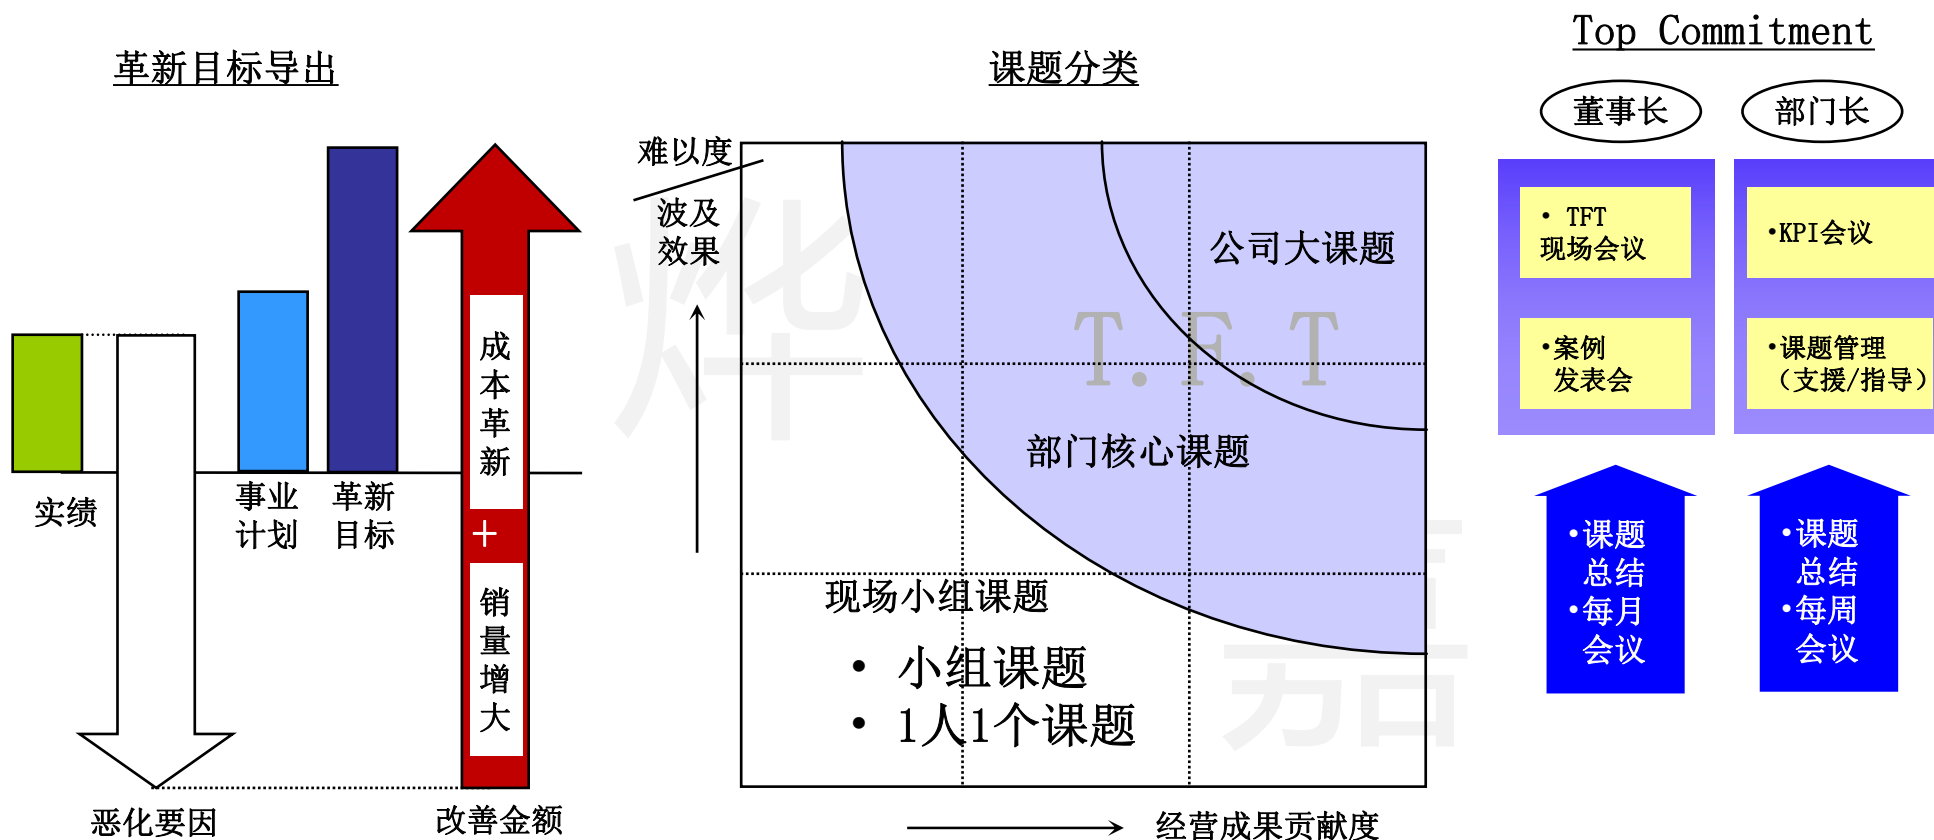 革新目标导出
实绩
恶化要因
事业
计划
革新
目标
成
本
革
新
+
销
量
增
大
改善金额
课题分类
难以度
波及
效果
公司大课题
T.F.T
部门核心课题
现场小组课题
• 小组课题
• 1人1个课题
经营成果贡献度
烨
嘉
Top Commitment
董事长
• TFT
现场会议
•案例
发表会
•课题
总结
•每月
会议
部门长
•KPI会议
•课题管理
（支援/指导）
•课题
总结
•每周
会议